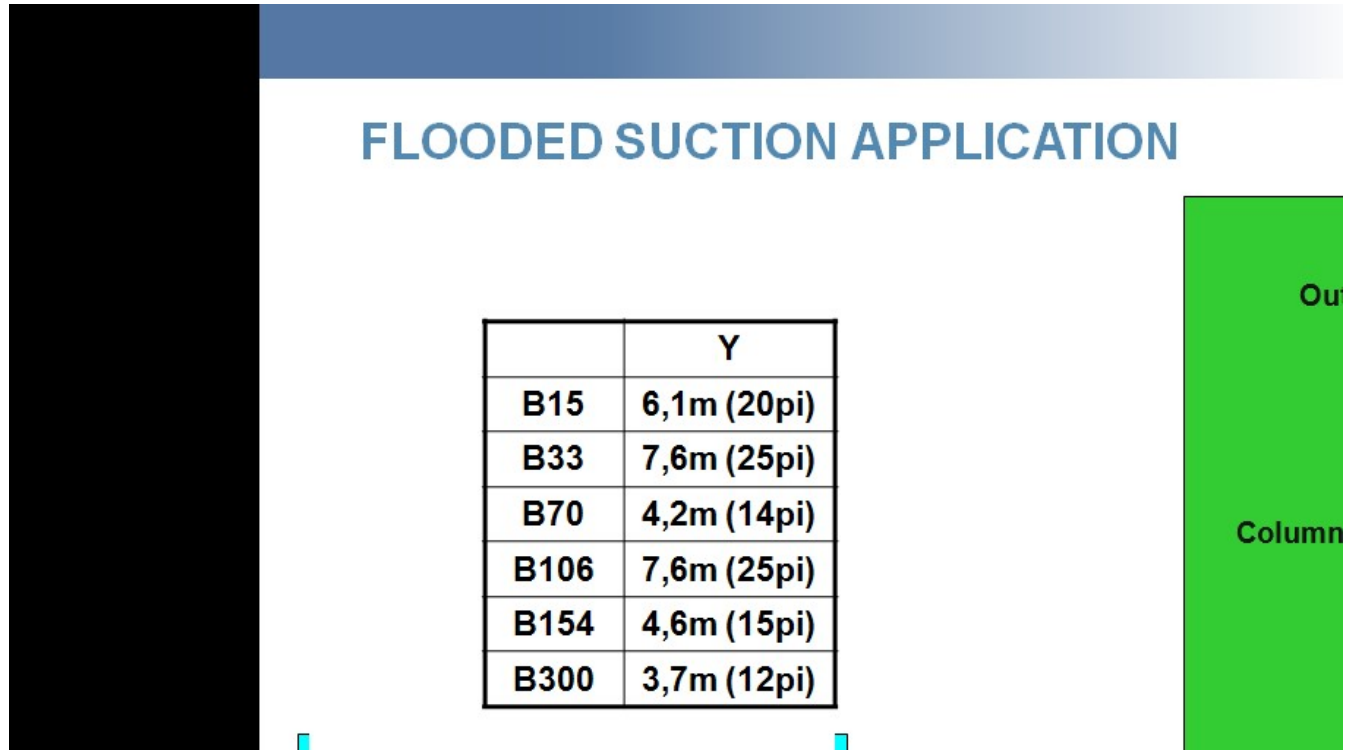 FLOODED SUCTION APPLICATION
Y
B15 6,1m (20pi)
B33 7,6m (25pi)
B70 4,2m (14pi)
B106 7,6m (25pi)
B154 4,6m (15pi)
B300 3,7m (12pi)
Column